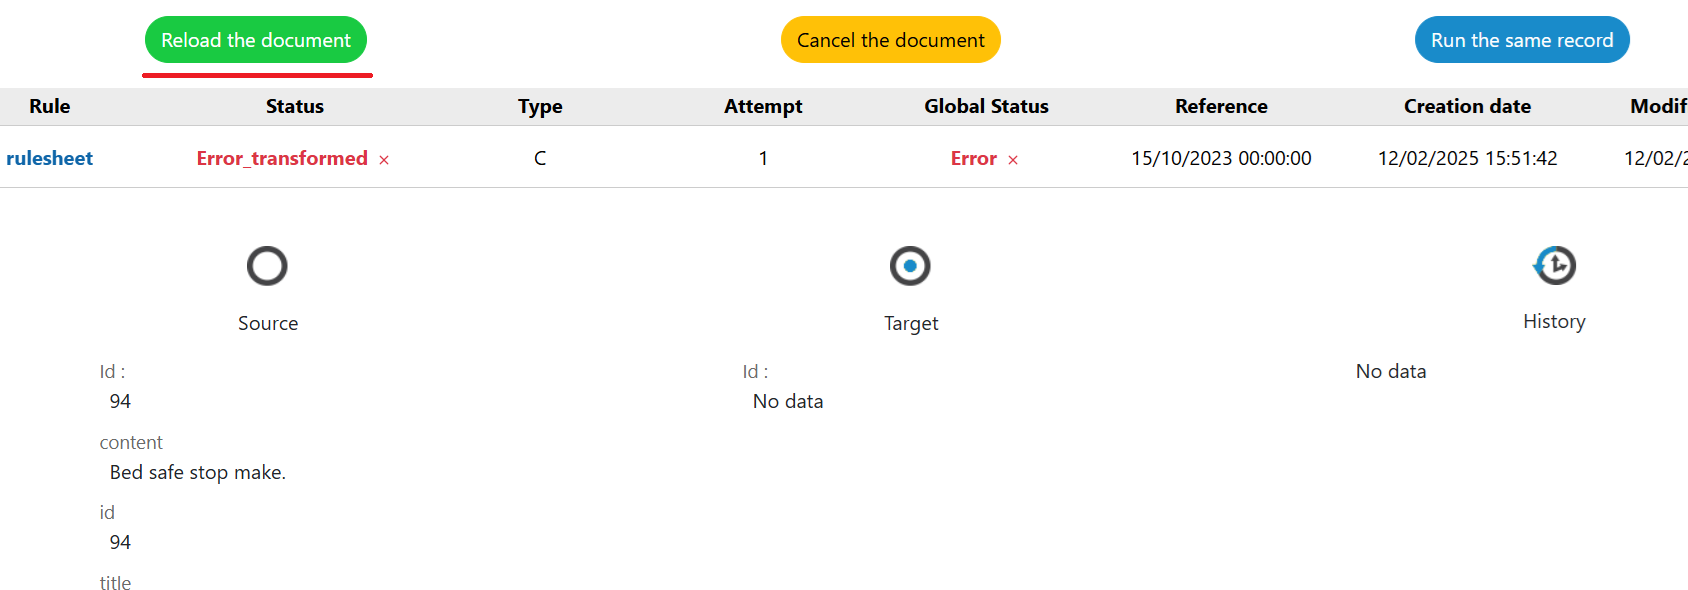 Reload the document Cancel the document Run the same record
Rule Status Type Attempt Global Status Reference Creation date Modif
rulesheet Error_transformed × C 1 Error × 15/10/2023 00:00:00 12/02/2025 15:51:42 12/02/2
Source Target History
Id : Id : No data
94 No data
content
Bed safe stop make.
id
94
title